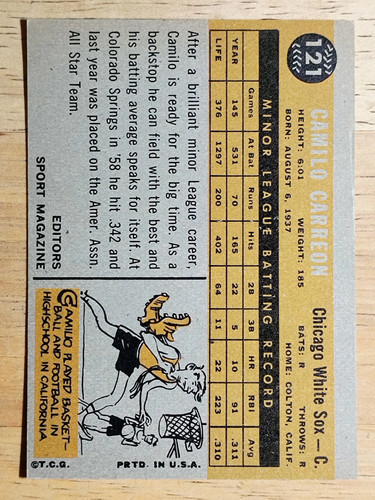 121
CAMILO CARREON
Chicago White Sox—C.
HEIGHT: 6:01 WEIGHT: 185 BATS: R THROWS: R
BORN: AUGUST 6, 1937 HOME: COLTON, CALIF.
MINOR LEAGUE BATTING RECORD
Games At Bat Runs Hits 2B 3B HR RBI Avg
YEAR 145 531 70 165 22 5 10 91 .311
LIFE 376 1297 200 402 64 11 22 223 .310
After a brilliant minor League career,
Camilo is ready for the big time. As a
backstop he can field with the best and
his batting average speaks for itself. At
Colorado Springs in '58 he hit .342 and
last year was placed on the Amer. Assn.
All Star Team.
EDITORS
SPORT MAGAZINE
CAMILO PLAYED BASKET-
BALL AND FOOTBALL IN
HIGHSCHOOL IN CALIFORNIA
©T.C.G. PRTD. IN U.S.A.